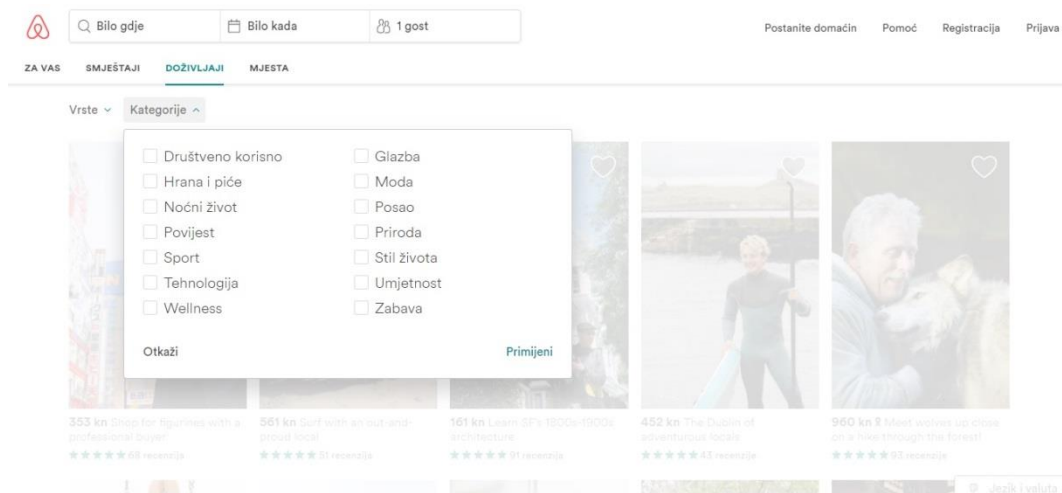 Bilo gdje Bilo kada 1 gost Postanite domaćin Pomoć Registracija Prijava
ZA VAS SMJEŠTAJI DOŽIVLJAJI MJESTA
Vrste Kategorije
Društveno korisno Glazba
Hrana i piće Moda
Noćni život Posao
Povijest Priroda
Sport Stil života
Tehnologija Umjetnost
Wellness Zabava
Otkaži Primijeni
353 kn Shop for figurines with a 561 kn Surf with an out-and- 161 kn Learn SF's 1800s-1900s 452 kn The Dublin of 960 kn Meet wolves up close
professional buyer proud local architecture adventurous locals on a hike through the forest!
68 recenzija 51 recenzija 91 recenzija 43 recenzija 93 recenzija
Jezik i valuta